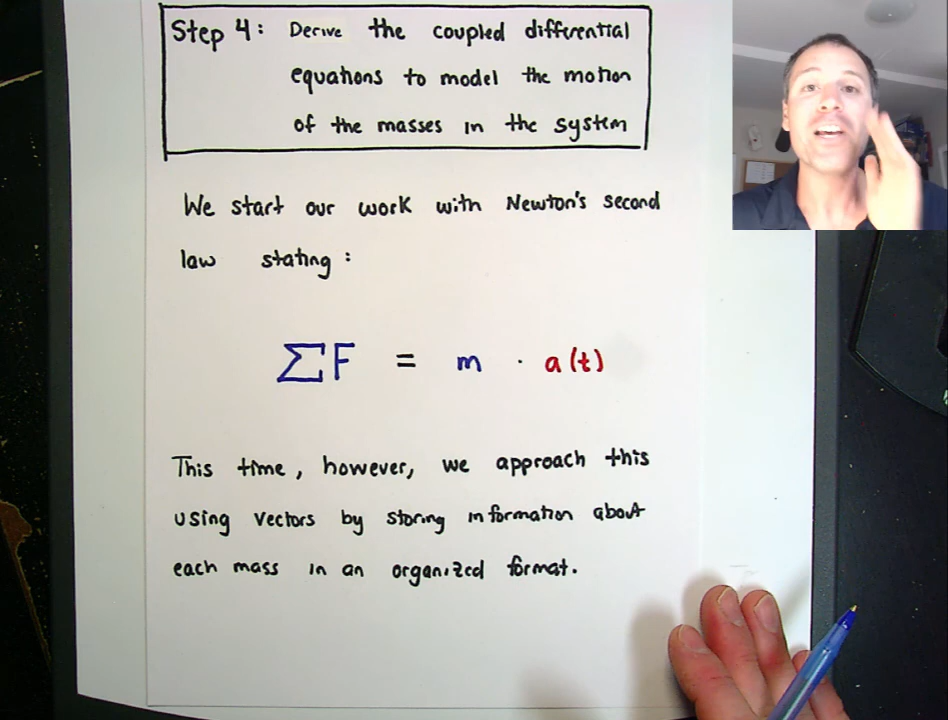 Step 4: Derive the coupled differential
equations to model the motion
of the masses in the system
We start our work with Newton's second
law stating:
ΣF = m · a(t)
This time, however, we approach this
using vectors by storing information about
each mass in an organized format.